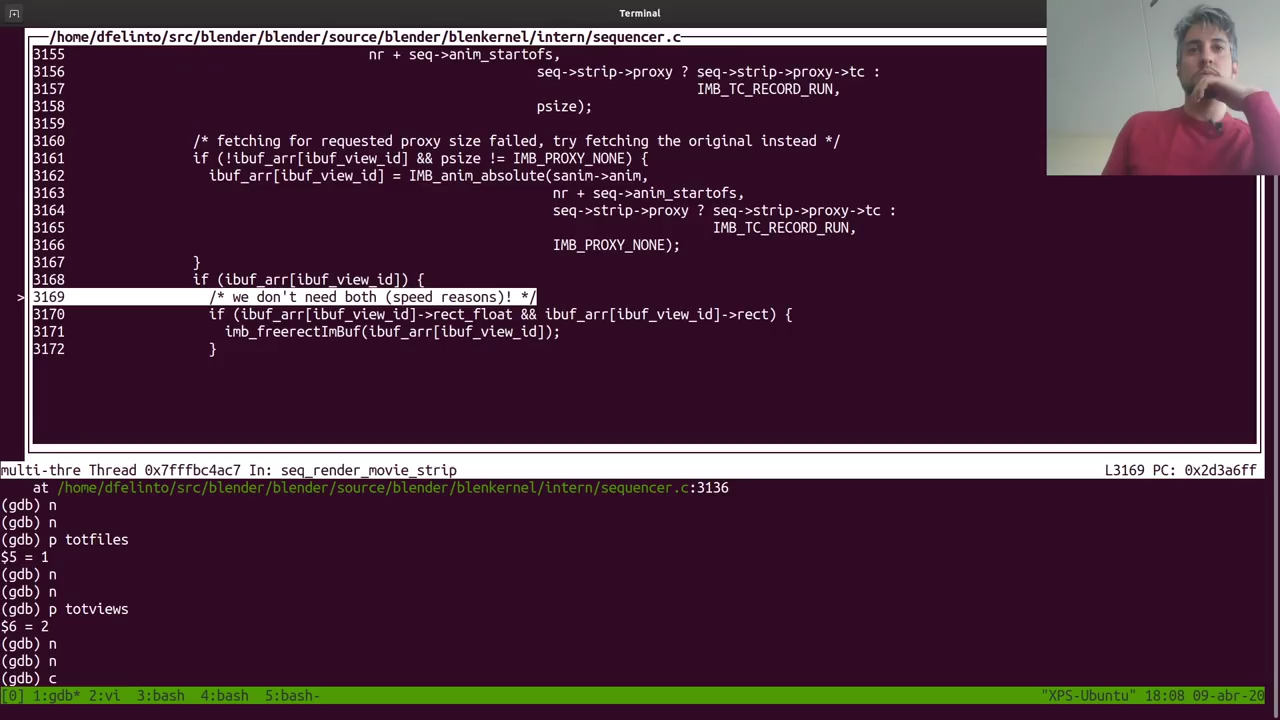 Terminal
/home/dfelinto/src/blender/blender/source/blender/blenkernel/intern/sequencer.c
3155 nr + seq->anim_startofs,
3156 seq->strip->proxy ? seq->strip->proxy->tc :
3157 IMB_TC_RECORD_RUN,
3158 psize);
3159
3160 /* fetching for requested proxy size failed, try fetching the original instead */
3161 if (!ibuf_arr[ibuf_view_id] && psize != IMB_PROXY_NONE) {
3162 ibuf_arr[ibuf_view_id] = IMB_anim_absolute(sanim->anim,
3163 nr + seq->anim_startofs,
3164 seq->strip->proxy ? seq->strip->proxy->tc :
3165 IMB_TC_RECORD_RUN,
3166 IMB_PROXY_NONE);
3167 }
3168 if (ibuf_arr[ibuf_view_id]) {
> 3169 /* we don't need both (speed reasons)! */
3170 if (ibuf_arr[ibuf_view_id]->rect_float && ibuf_arr[ibuf_view_id]->rect) {
3171 imb_freerectImBuf(ibuf_arr[ibuf_view_id]);
3172 }
multi-thre Thread 0x7fffbc4ac7 In: seq_render_movie_strip L3169 PC: 0x2d3a6ff
at /home/dfelinto/src/blender/blender/source/blender/blenkernel/intern/sequencer.c:3136
(gdb) n
(gdb) n
(gdb) p totfiles
$5 = 1
(gdb) n
(gdb) n
(gdb) p totviews
$6 = 2
(gdb) n
(gdb) n
(gdb) c
[0] 1:gdb* 2:vi 3:bash 4:bash 5:bash- "XPS-Ubuntu" 18:08 09-abr-20